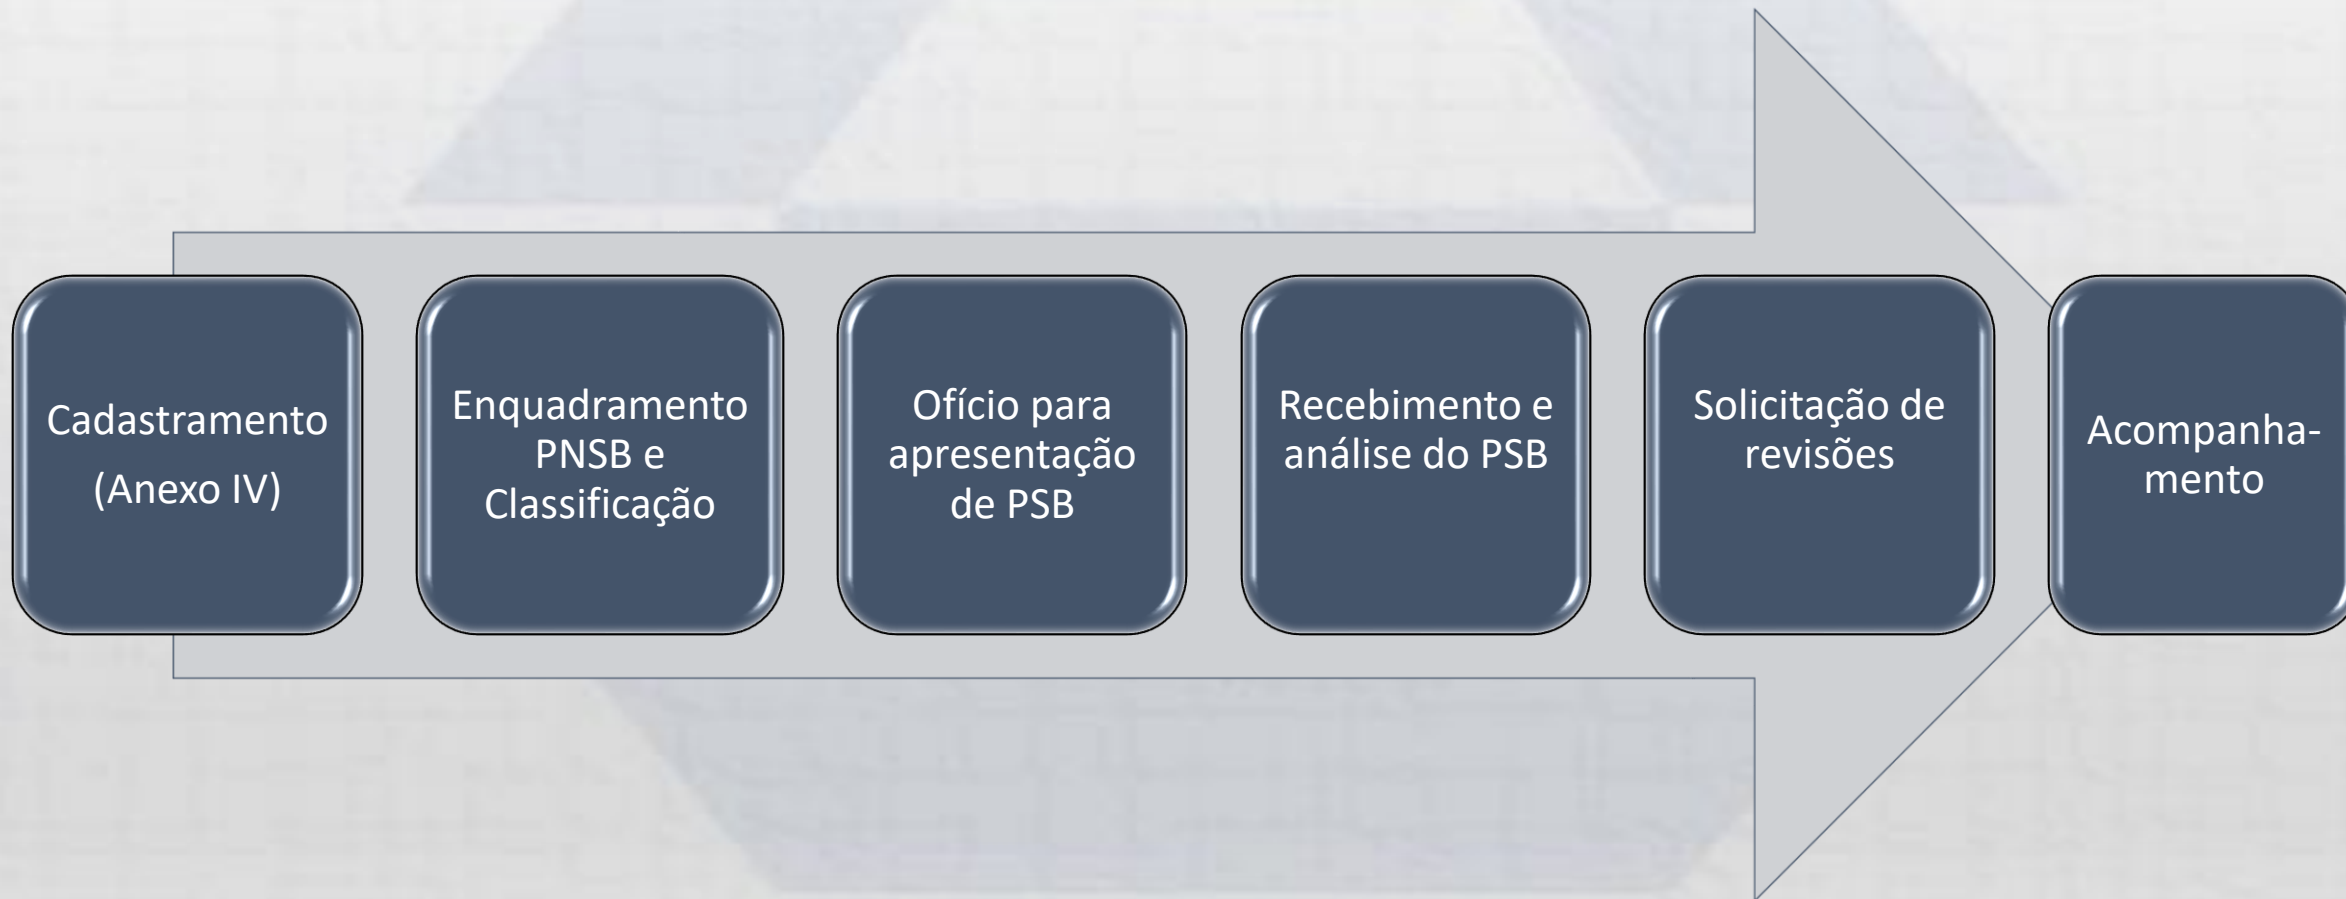 Cadastramento
(Anexo IV)
Enquadramento
PNSB e
Classificação
Ofício para
apresentação
de PSB
Recebimento e
análise do PSB
Solicitação de
revisões
Acompanha-
mento